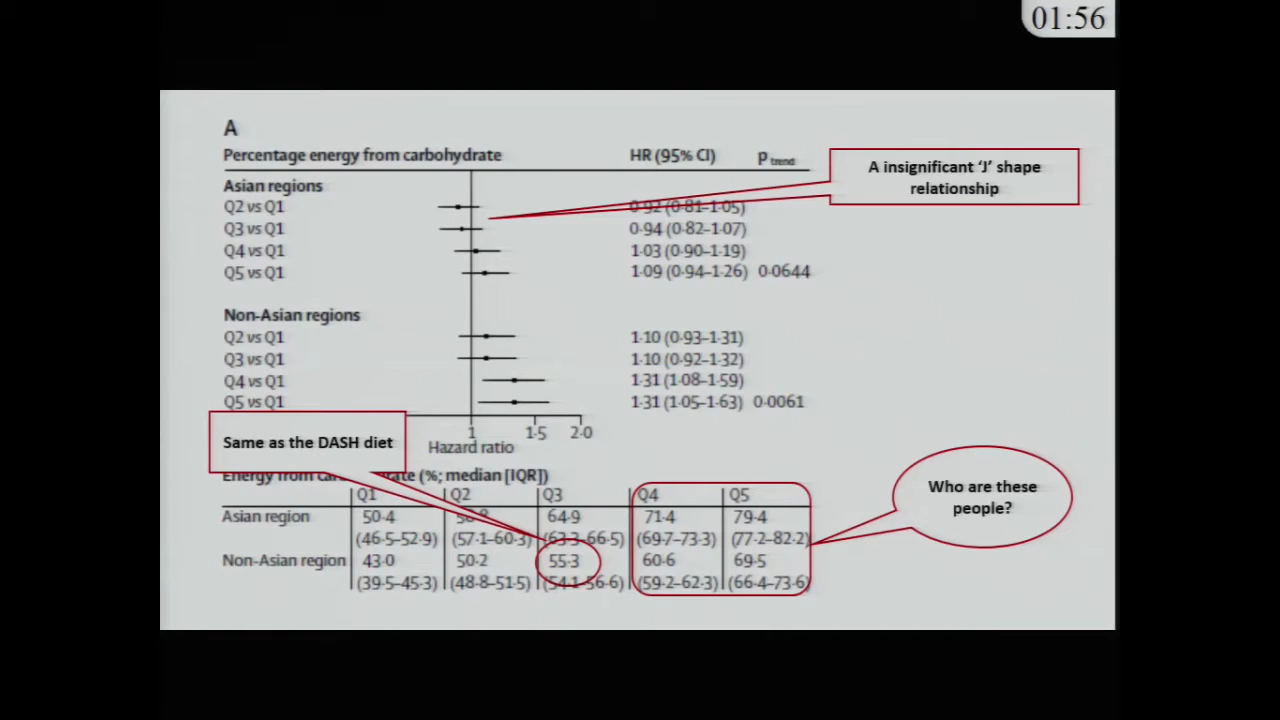 01:56
A
Percentage energy from carbohydrate HR (95% CI) p trend
A insignificant ‘J’ shape
relationship
Asian regions
Q2 vs Q1 0·92 (0·81–1·05)
Q3 vs Q1 0·94 (0·82–1·07)
Q4 vs Q1 1·03 (0·90–1·19)
Q5 vs Q1 1·09 (0·94–1·26) 0·0644
Non-Asian regions
Q2 vs Q1 1·10 (0·93–1·31)
Q3 vs Q1 1·10 (0·92–1·32)
Q4 vs Q1 1·31 (1·08–1·59)
Q5 vs Q1 1·31 (1·05–1·63) 0·0061
1 1·5 2·0
Hazard ratio
Same as the DASH diet
Energy from (%; median [IQR])
Q1 Q2 Q3 Q4 Q5
Asian region 50·4 64·9 71·4 79·4
(46·5–52·9) (57·1–60·3) (63·3–66·5) (69·7–73·3) (77·2–82·2)
Non-Asian region 43·0 50·2 55·3 60·6 69·5
(39·5–45·3) (48·8–51·5) (54·1–56·6) (59·2–62·3) (66·4–73·6)
Who are these
people?